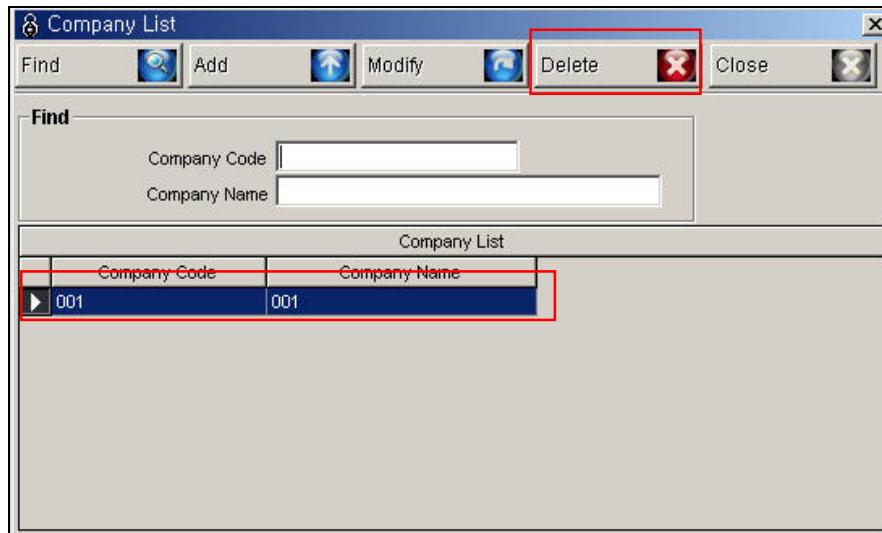 Company List
Find Add Modify Delete Close
Find
Company Code
Company Name
Company List
Company Code Company Name
001 001